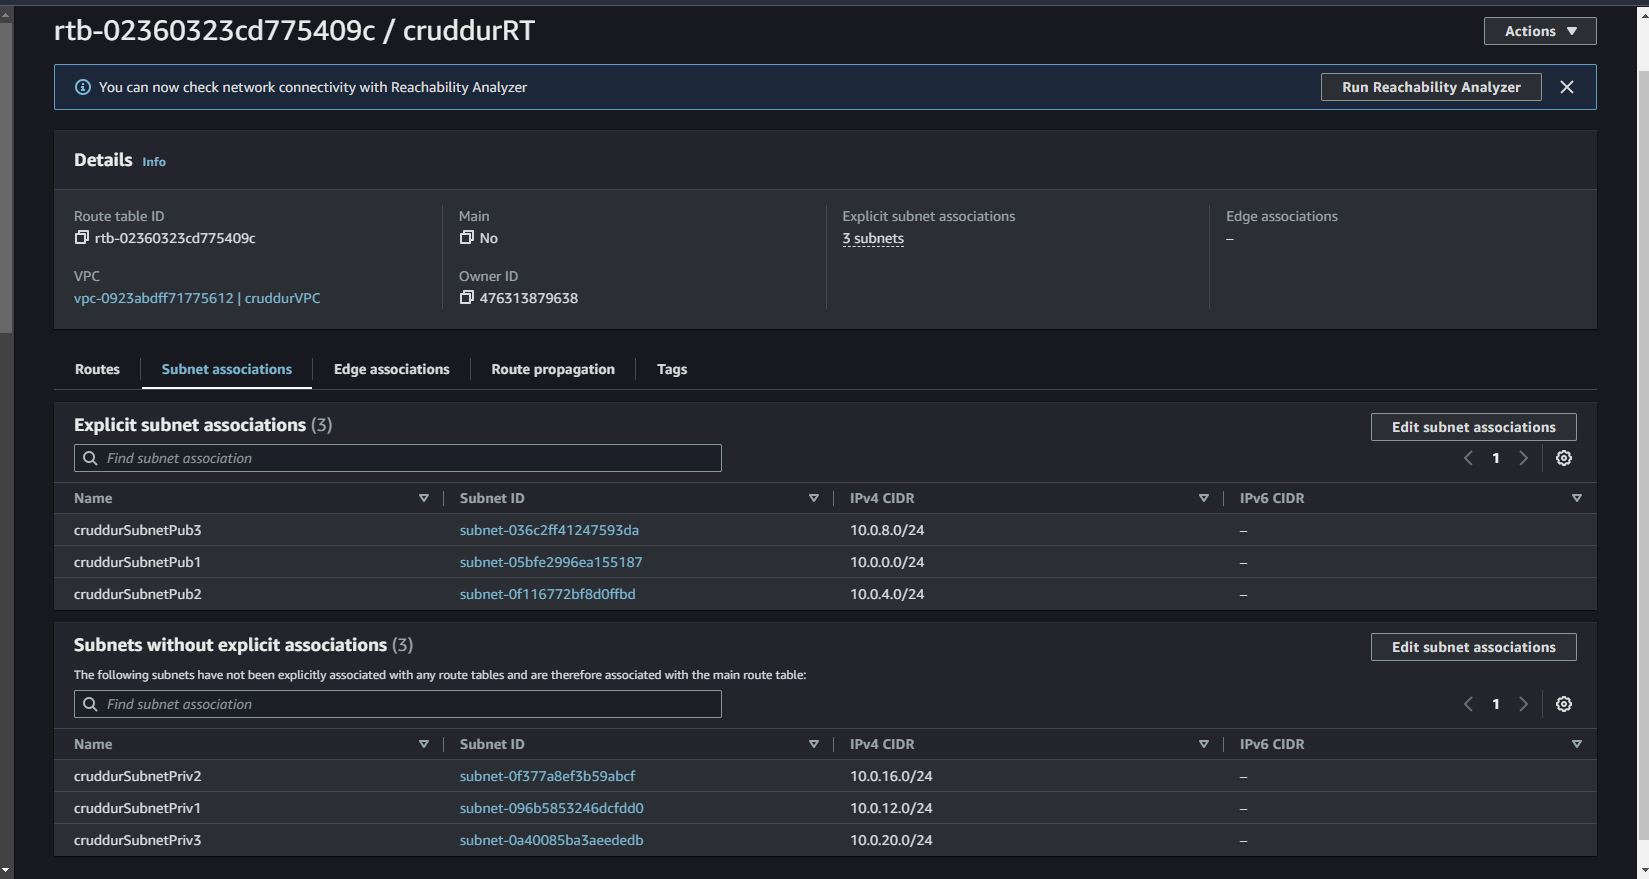 rtb-02360323cd775409c / cruddurRT
Actions
You can now check network connectivity with Reachability Analyzer
Run Reachability Analyzer
Details Info
Route table ID
rtb-02360323cd775409c
Main
No
Explicit subnet associations
3 subnets
Edge associations
–
VPC
vpc-0923abdff71775612 | cruddurVPC
Owner ID
476313879638
Routes
Subnet associations
Edge associations
Route propagation
Tags
Explicit subnet associations (3)
Edit subnet associations
Find subnet association
1
Name Subnet ID IPv4 CIDR IPv6 CIDR
cruddurSubnetPub3 subnet-036c2ff41247593da 10.0.8.0/24 –
cruddurSubnetPub1 subnet-05bfe2996ea155187 10.0.0.0/24 –
cruddurSubnetPub2 subnet-0f116772bf8d0ffbd 10.0.4.0/24 –
Subnets without explicit associations (3)
Edit subnet associations
The following subnets have not been explicitly associated with any route tables and are therefore associated with the main route table:
Find subnet association
1
Name Subnet ID IPv4 CIDR IPv6 CIDR
cruddurSubnetPriv2 subnet-0f377a8ef3b59abcf 10.0.16.0/24 –
cruddurSubnetPriv1 subnet-096b5853246dcfdd0 10.0.12.0/24 –
cruddurSubnetPriv3 subnet-0a40085ba3aeededb 10.0.20.0/24 –